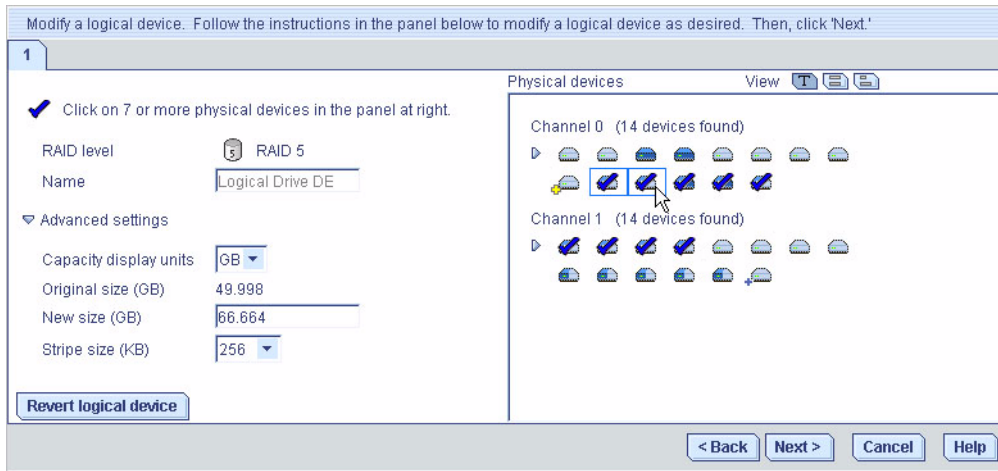 Modify a logical device. Follow the instructions in the panel below to modify a logical device as desired. Then, click 'Next.'
1
Click on 7 or more physical devices in the panel at right.
RAID level 5 RAID 5
Name Logical Drive DE
Advanced settings
Capacity display units GB
Original size (GB) 49.998
New size (GB) 66.664
Stripe size (KB) 256
Revert logical device
Physical devices View T
Channel 0 (14 devices found)
Channel 1 (14 devices found)
< Back Next > Cancel Help